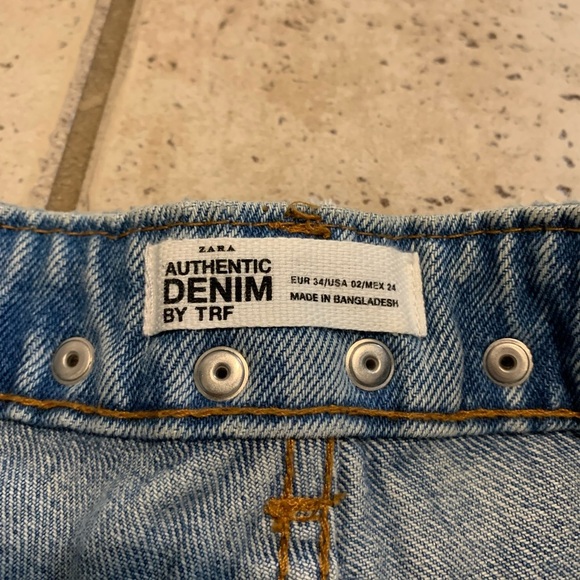 ZARA
AUTHENTIC
DENIM
BY TRF
EUR 34/USA 02/MEX 24
MADE IN BANGLADESH